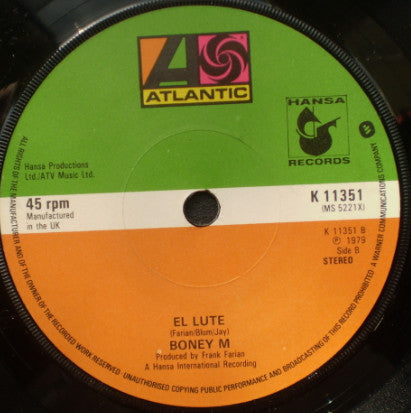 ATLANTIC
HANSA
RECORDS
Hansa Productions
Ltd./ATV Music Ltd.
45 rpm
Manufactured
in the UK
K 11351
(MS 5221X)
K 11351 B
℗ 1979
Side B
STEREO
EL LUTE
(Farian/Blum/Jay)
BONEY M
Produced by Frank Farian
A Hansa International Recording
ALL RIGHTS OF THE MANUFACTURER AND OF THE OWNER OF THE RECORDED WORK RESERVED. UNAUTHORISED COPYING PUBLIC PERFORMANCE AND BROADCASTING OF THIS RECORD PROHIBITED. A WARNER COMMUNICATIONS COMPANY